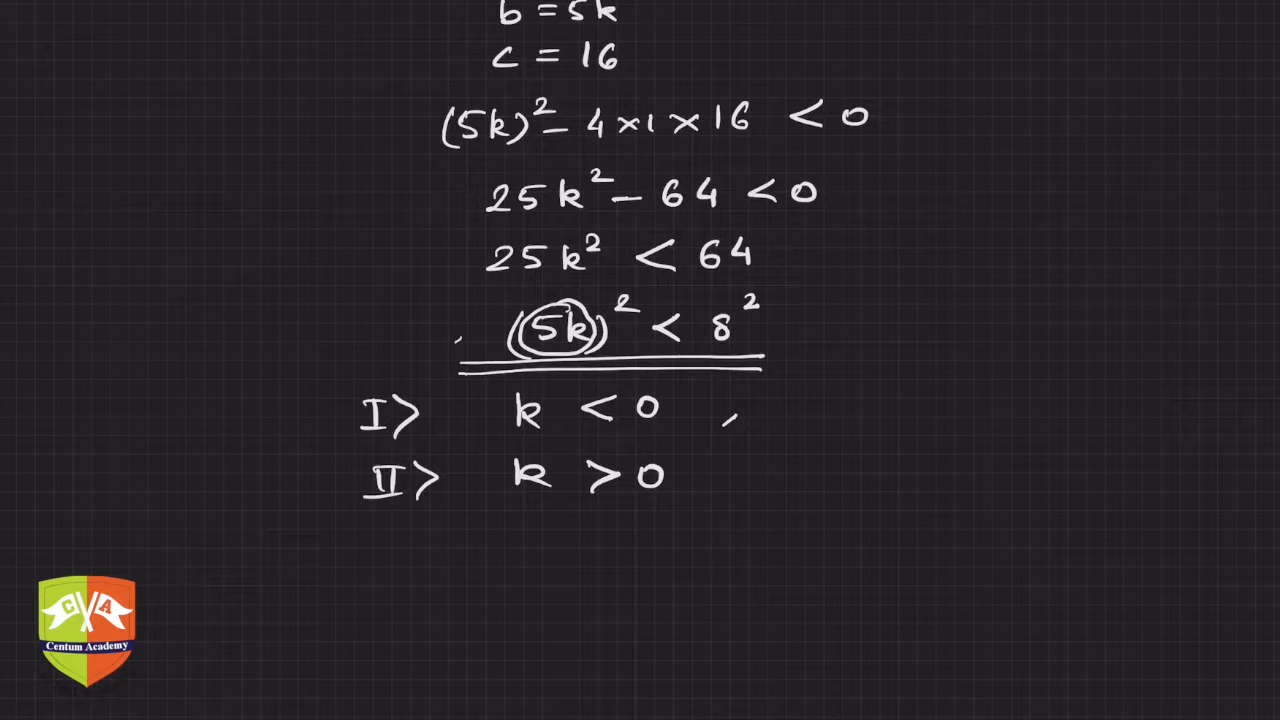 b = 5k
c = 16
(5k)² - 4 × 1 × 16 < 0
25k² - 64 < 0
25k² < 64
(5k)² < 8²
I> k < 0 ,
II> k > 0
C A
Centum Academy